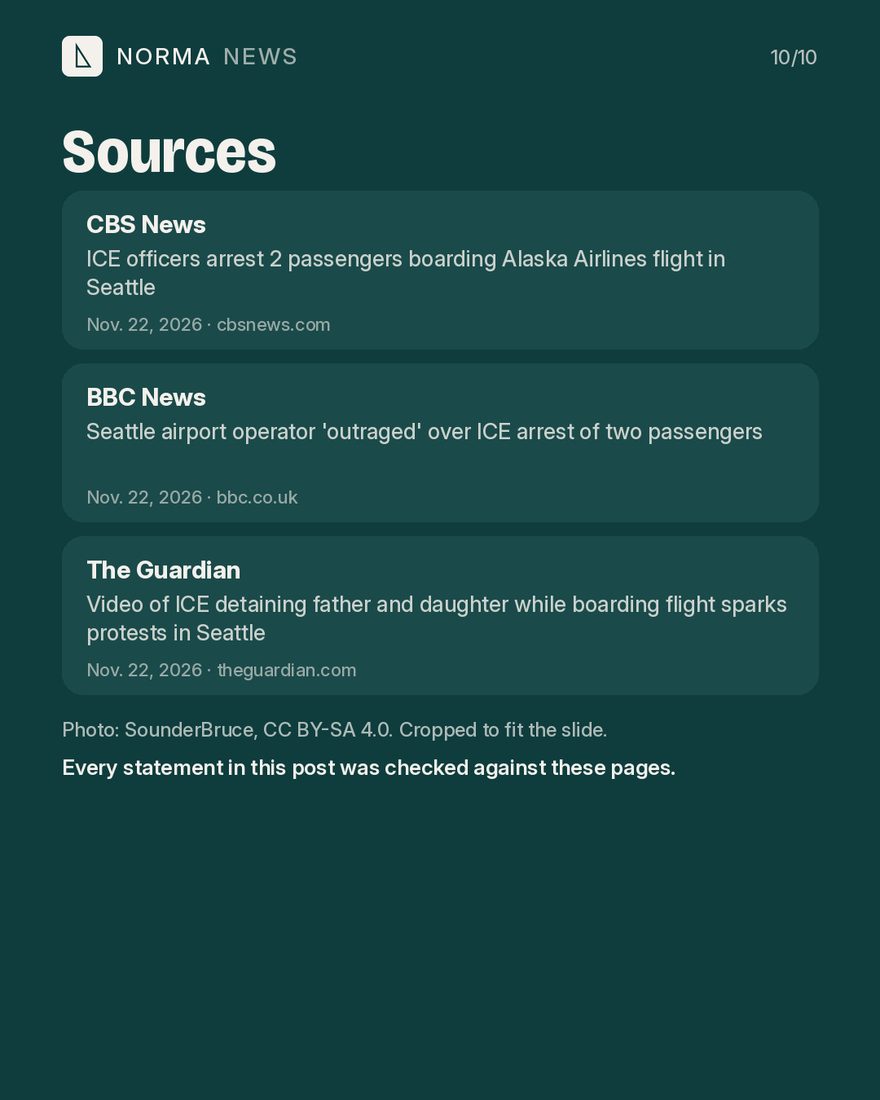 NORMA NEWS
10/10
Sources
CBS News
ICE officers arrest 2 passengers boarding Alaska Airlines flight in
Seattle
Nov. 22, 2026 · cbsnews.com
BBC News
Seattle airport operator 'outraged' over ICE arrest of two passengers
Nov. 22, 2026 · bbc.co.uk
The Guardian
Video of ICE detaining father and daughter while boarding flight sparks
protests in Seattle
Nov. 22, 2026 · theguardian.com
Photo: SounderBruce, CC BY-SA 4.0. Cropped to fit the slide.
Every statement in this post was checked against these pages.